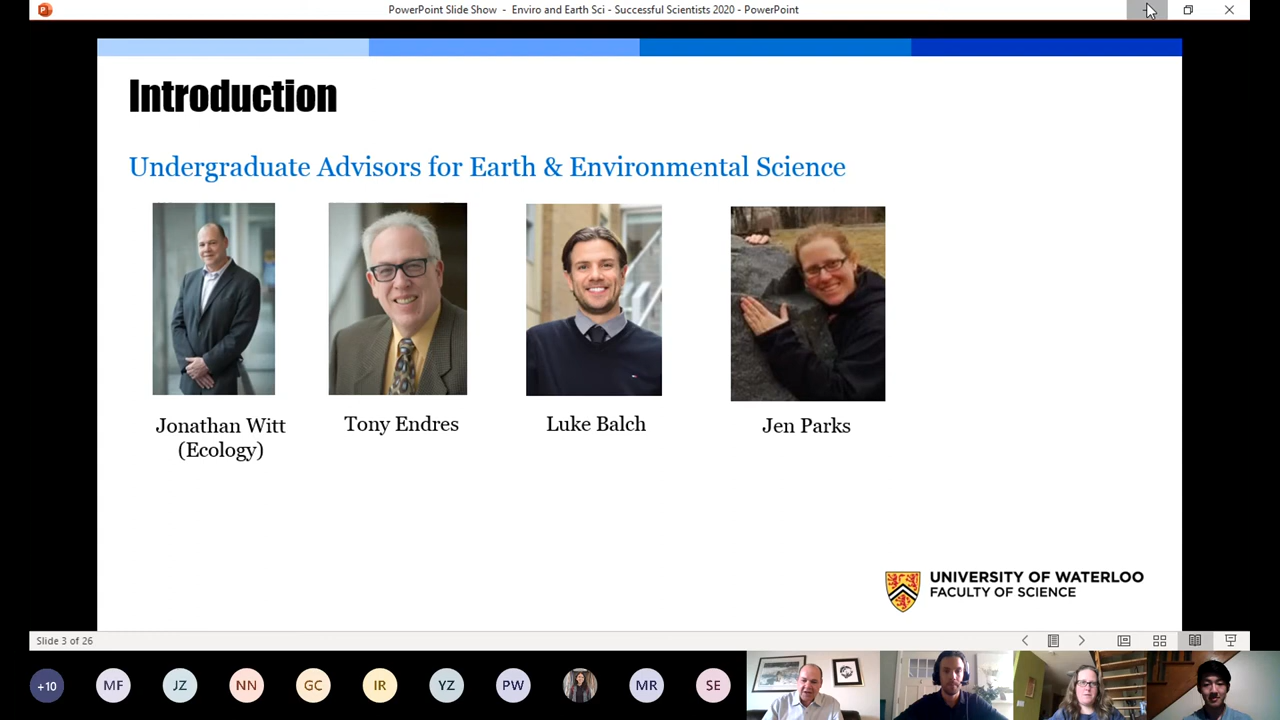 PowerPoint Slide Show - Enviro and Earth Sci - Successful Scientists 2020 - PowerPoint
Introduction
Undergraduate Advisors for Earth & Environmental Science
Jonathan Witt
(Ecology)
Tony Endres
Luke Balch
Jen Parks
UNIVERSITY OF WATERLOO
FACULTY OF SCIENCE
Slide 3 of 26
+10
MF
JZ
NN
GC
IR
YZ
PW
MR
SE